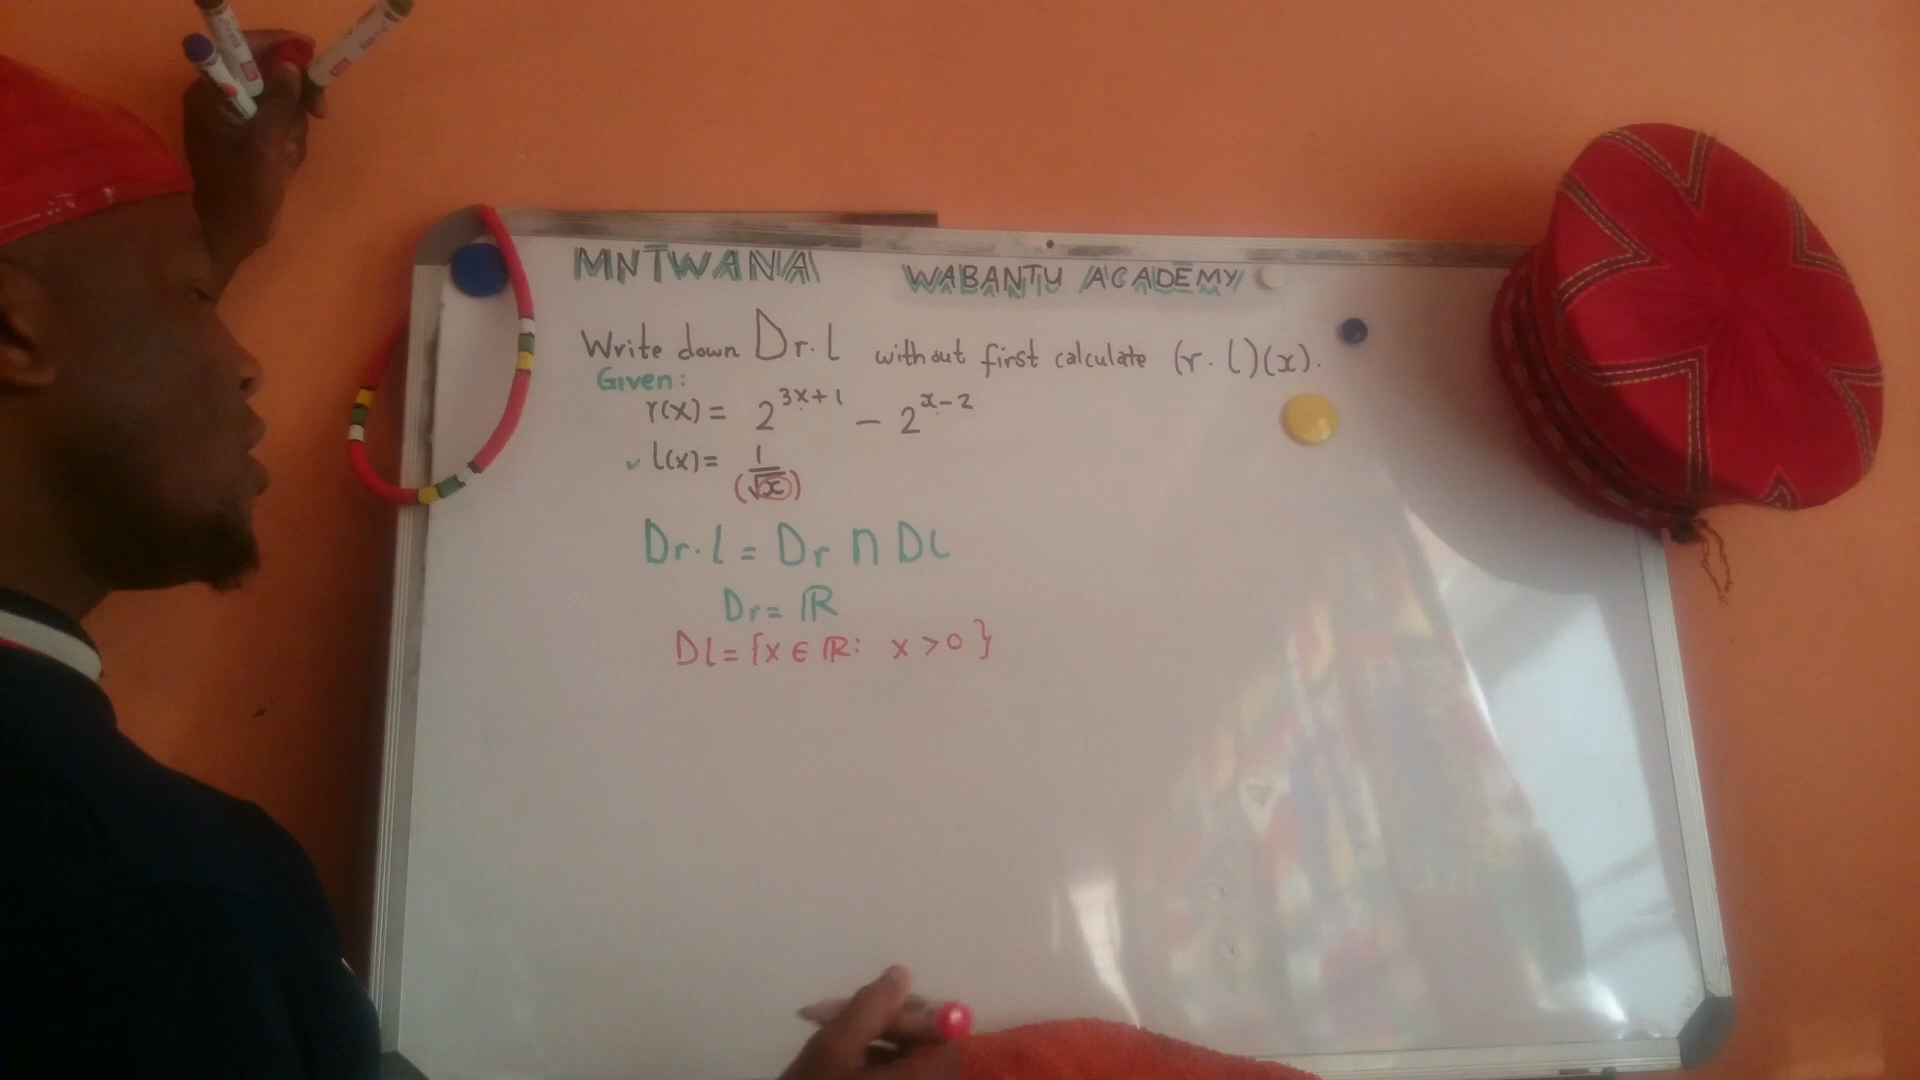 MNTWANA WABANTU ACADEMY
Write down Dr.l without first calculate (r.l)(x).
Given:
r(x) = 2^{3x+1} - 2^{x-2}
✓ l(x) = 1/(√x)
Dr.l = Dr ∩ Dl
Dr = ℝ
Dl = {x ∈ ℝ: x > 0}